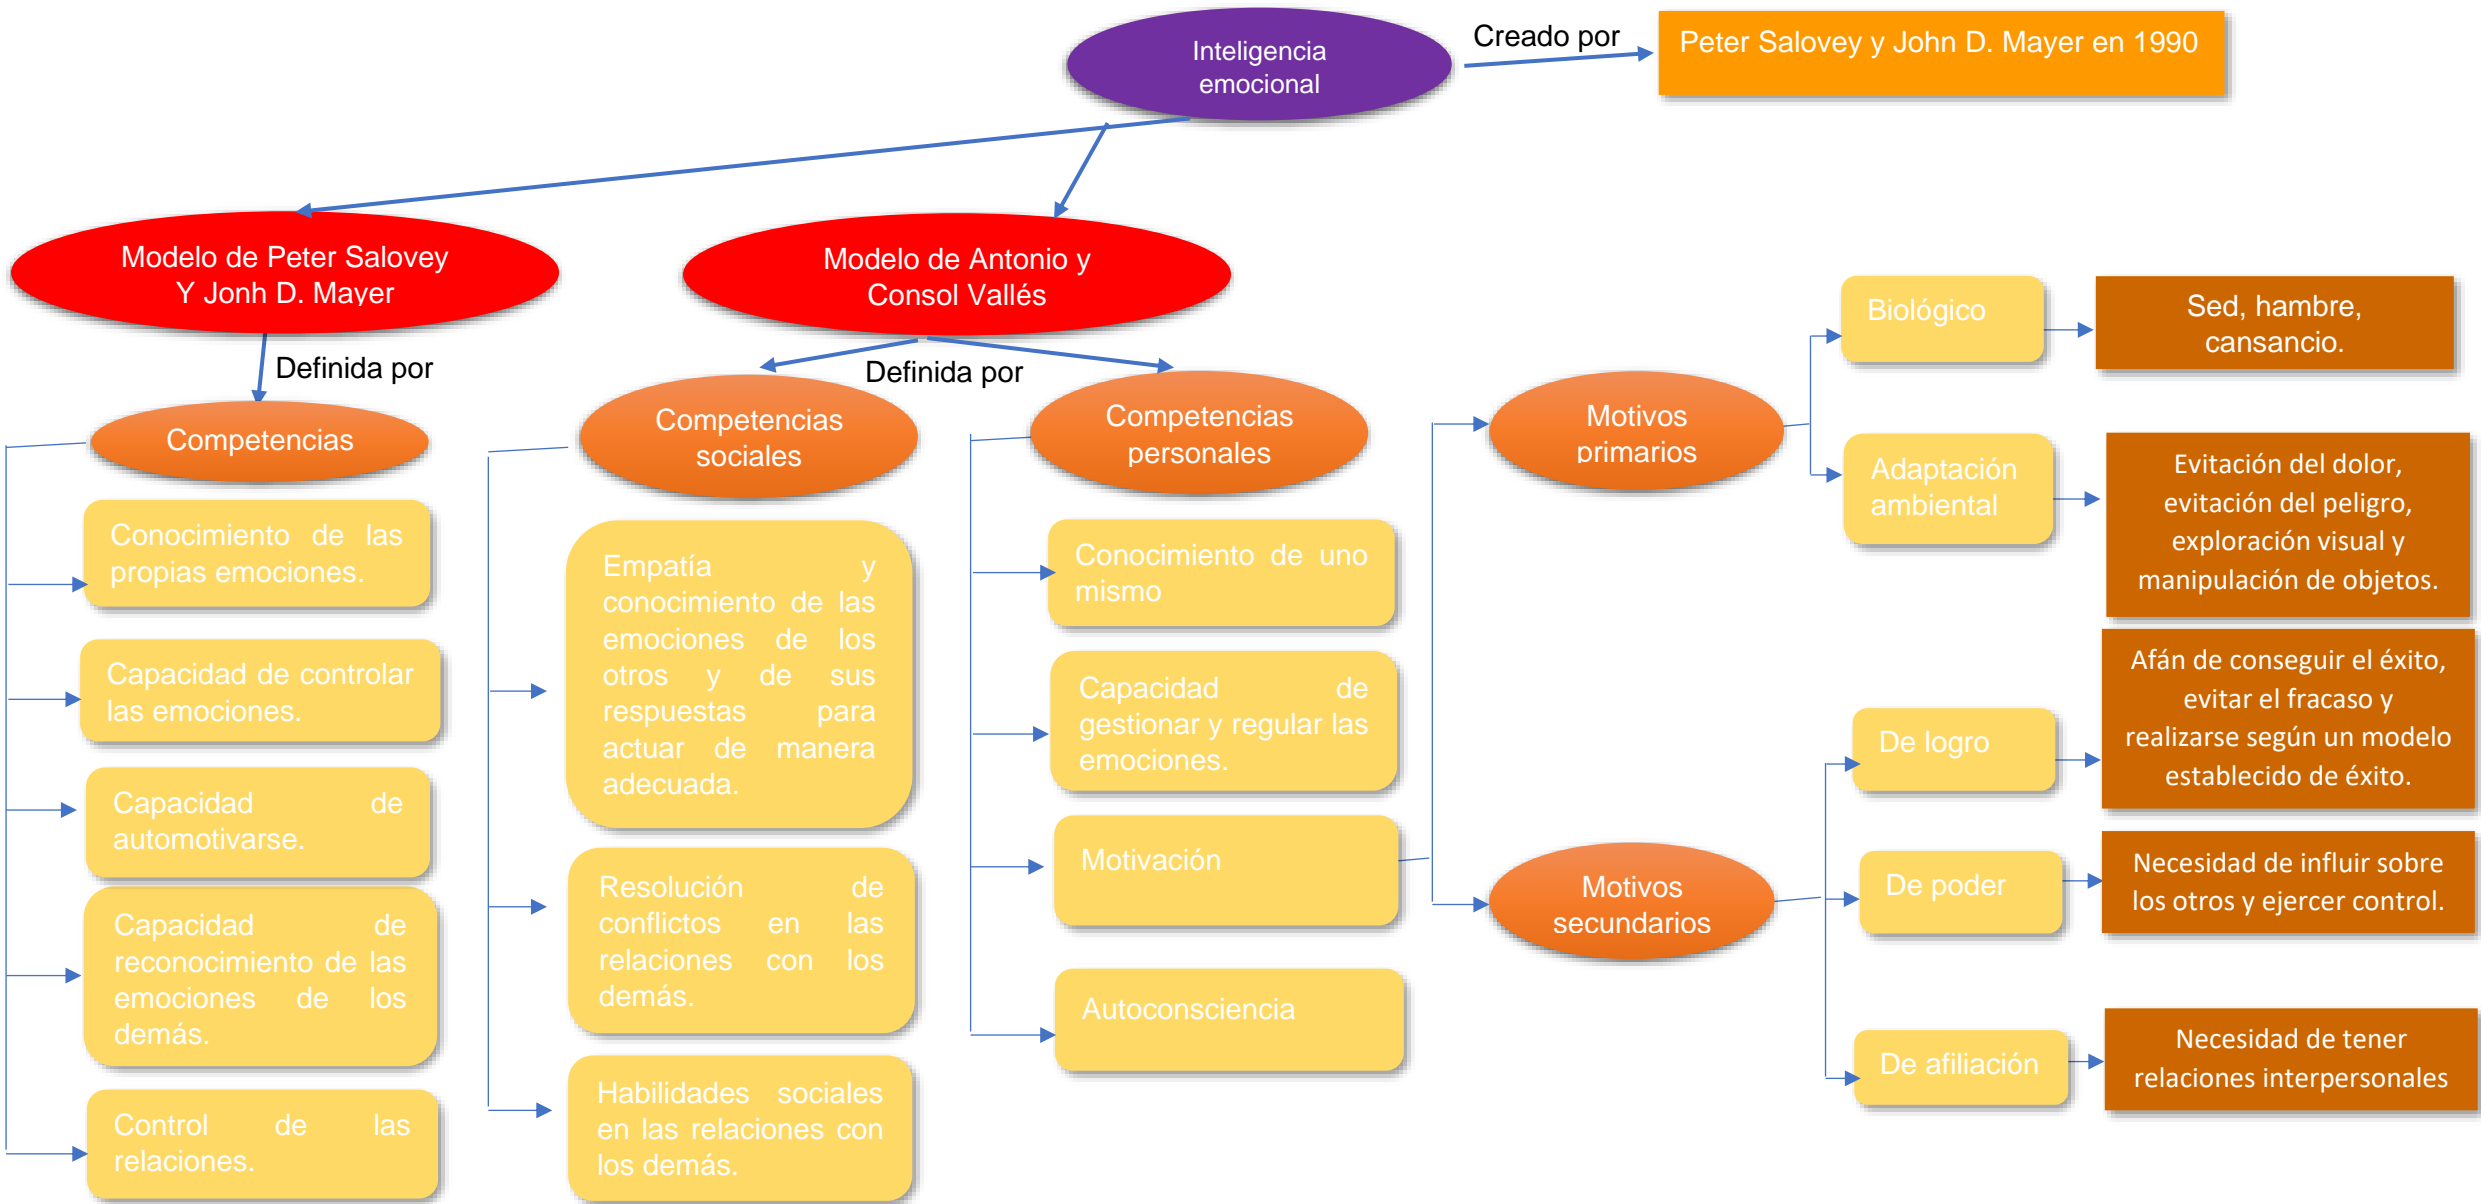 Inteligencia
emocional
Creado por
Peter Salovey y John D. Mayer en 1990
Modelo de Peter Salovey
Y Jonh D. Mayer
Definida por
Competencias
Conocimiento de las
propias emociones.
Capacidad de controlar
las emociones.
Capacidad de
automotivarse.
Capacidad de
reconocimiento de las
emociones de los
demás.
Control de las
relaciones.
Modelo de Antonio y
Consol Vallés
Definida por
Competencias
sociales
Empatía y
conocimiento de las
emociones de los
otros y de sus
respuestas para
actuar de manera
adecuada.
Resolución de
conflictos en las
relaciones con los
demás.
Habilidades sociales
en las relaciones con
los demás.
Competencias
personales
Conocimiento de uno
mismo
Capacidad de
gestionar y regular las
emociones.
Motivación
Autoconsciencia
Motivos
primarios
Biológico
Sed, hambre,
cansancio.
Adaptación
ambiental
Evitación del dolor,
evitación del peligro,
exploración visual y
manipulación de objetos.
Motivos
secundarios
De logro
Afán de conseguir el éxito,
evitar el fracaso y
realizarse según un modelo
establecido de éxito.
De poder
Necesidad de influir sobre
los otros y ejercer control.
De afiliación
Necesidad de tener
relaciones interpersonales